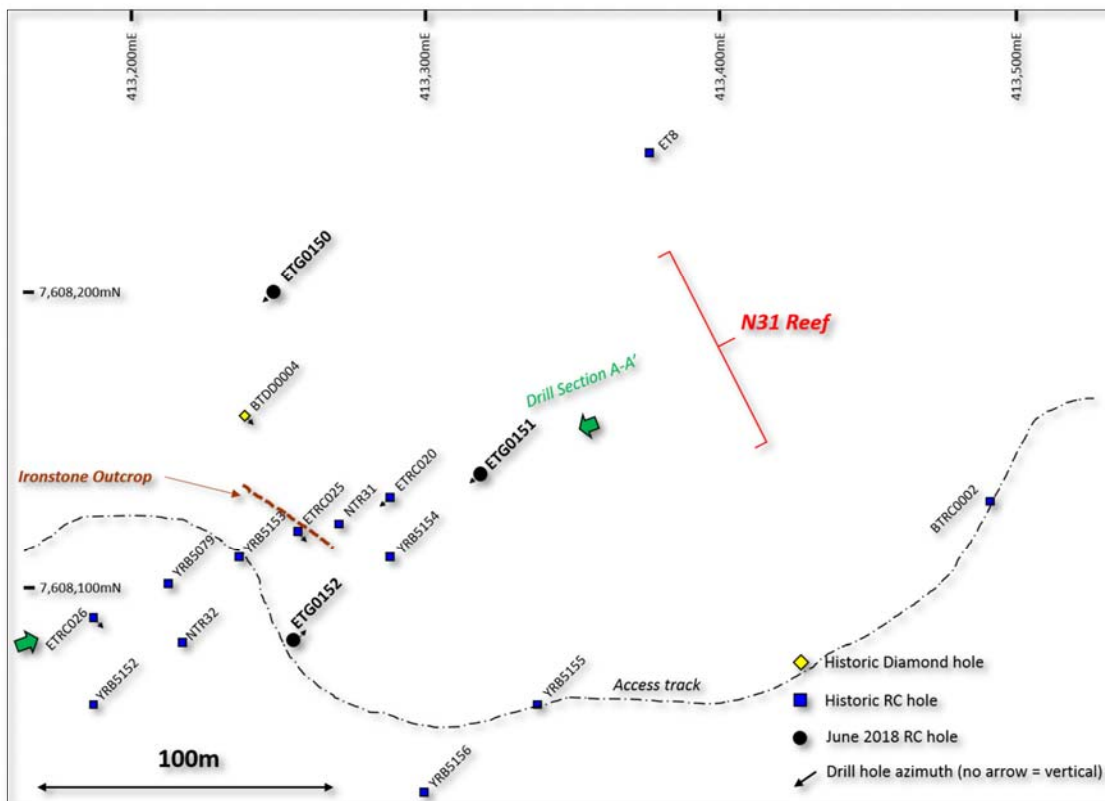 413,200mE
413,300mE
413,400mE
413,500mE
ET8
ETG0150
7,608,200mN
N31 Reef
BTDD0004
Drill Section A-A'
ETG0151
Ironstone Outcrop
ETRC020
ETRC025
NTR31
YRB5153
YRB5154
BTRC0002
YRB5079
7,608,100mN
ETG0152
ETRC026
NTR32
YRB5152
YRB5155
Access track
YRB5156
100m
Historic Diamond hole
Historic RC hole
June 2018 RC hole
Drill hole azimuth (no arrow = vertical)